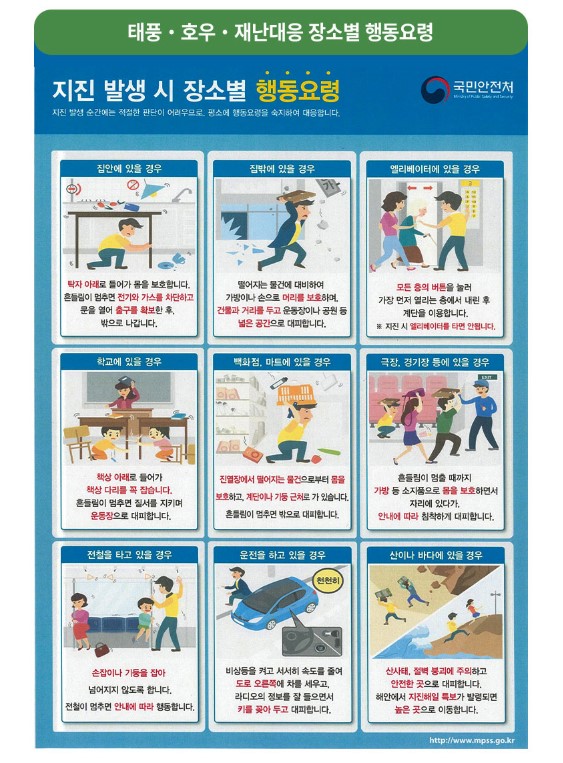 태풍・호우・재난대응 장소별 행동요령
지진 발생 시 장소별 행동요령
지진 발생 순간에는 적절한 판단이 어려우므로, 평소에 행동요령을 숙지하여 대응합니다.
국민안전처
Ministry of Public Safety and Security
집안에 있을 경우
탁자 아래로 들어가 몸을 보호합니다.
흔들림이 멈추면 전기와 가스를 차단하고
문을 열어 출구를 확보한 후,
밖으로 나갑니다.
집밖에 있을 경우
떨어지는 물건에 대비하여
가방이나 손으로 머리를 보호하며,
건물과 거리를 두고 운동장이나 공원 등
넓은 공간으로 대피합니다.
엘리베이터에 있을 경우
모든 층의 버튼을 눌러
가장 먼저 열리는 층에서 내린 후
계단을 이용합니다.
※ 지진 시 엘리베이터를 타면 안됩니다.
학교에 있을 경우
책상 아래로 들어가
책상 다리를 꼭 잡습니다.
흔들림이 멈추면 질서를 지키며
운동장으로 대피합니다.
백화점, 마트에 있을 경우
진열장에서 떨어지는 물건으로부터 몸을
보호하고, 계단이나 기둥 근처로 가 있습니다.
흔들림이 멈추면 밖으로 대피합니다.
극장, 경기장 등에 있을 경우
흔들림이 멈출 때까지
가방 등 소지품으로 몸을 보호하면서
자리에 있다가,
안내에 따라 침착하게 대피합니다.
전철을 타고 있을 경우
손잡이나 기둥을 잡아
넘어지지 않도록 합니다.
전철이 멈추면 안내에 따라 행동합니다.
운전을 하고 있을 경우
천천히
비상등을 켜고 서서히 속도를 줄여
도로 오른쪽에 차를 세우고,
라디오의 정보를 잘 들으면서
키를 꽂아 두고 대피합니다.
산이나 바다에 있을 경우
산사태, 절벽 붕괴에 주의하고
안전한 곳으로 대피합니다.
해안에서 지진해일 특보가 발령되면
높은 곳으로 이동합니다.
http://www.mpss.go.kr